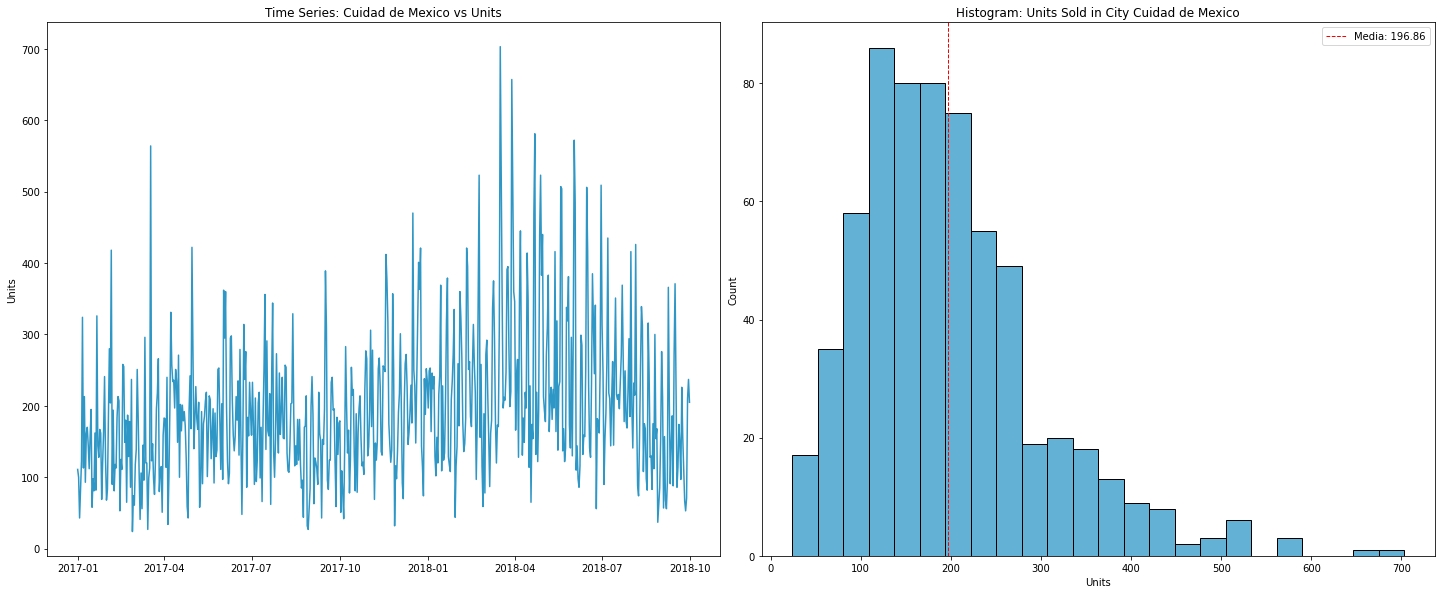 Time Series: Cuidad de Mexico vs Units
Units
700
600
500
400
300
200
100
0
2017-01 2017-04 2017-07 2017-10 2018-01 2018-04 2018-07 2018-10
Histogram: Units Sold in City Cuidad de Mexico
Media: 196.86
Count
80
60
40
20
0
0 100 200 300 400 500 600 700
Units